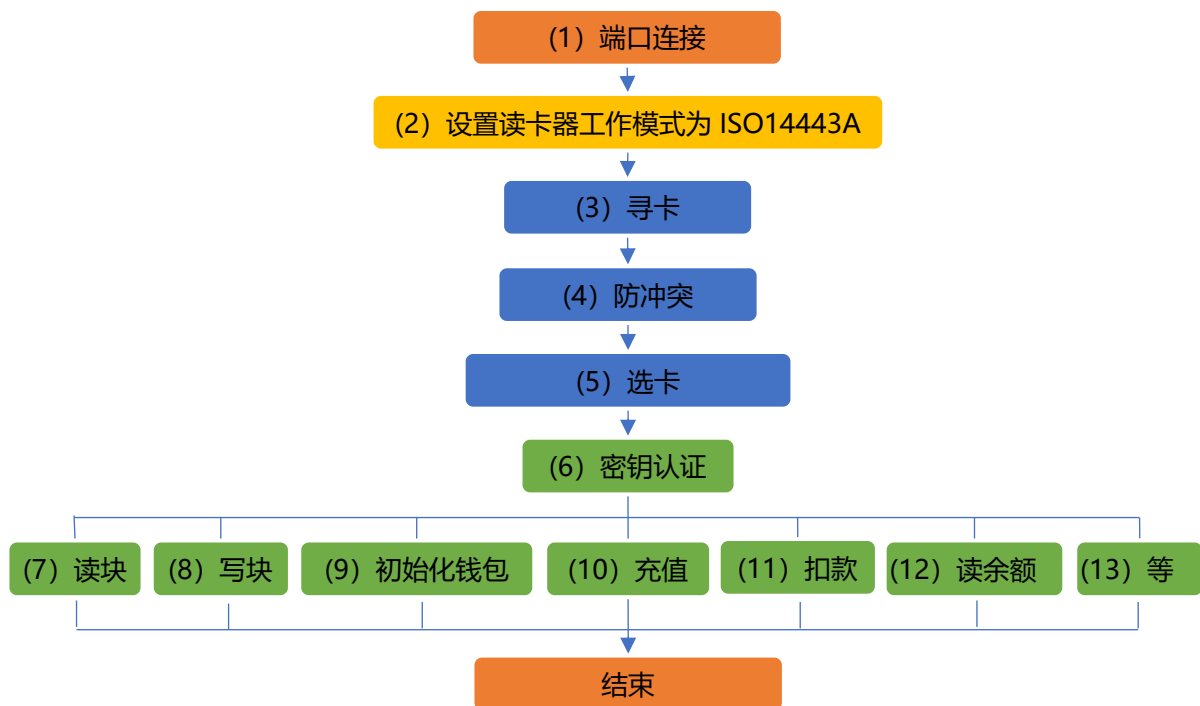 (1）端口连接
(2）设置读卡器工作模式为 ISO14443A
(3）寻卡
(4）防冲突
(5）选卡
(6）密钥认证
(7）读块
(8）写块
(9）初始化钱包
(10）充值
(11）扣款
(12）读余额
(13）等
结束